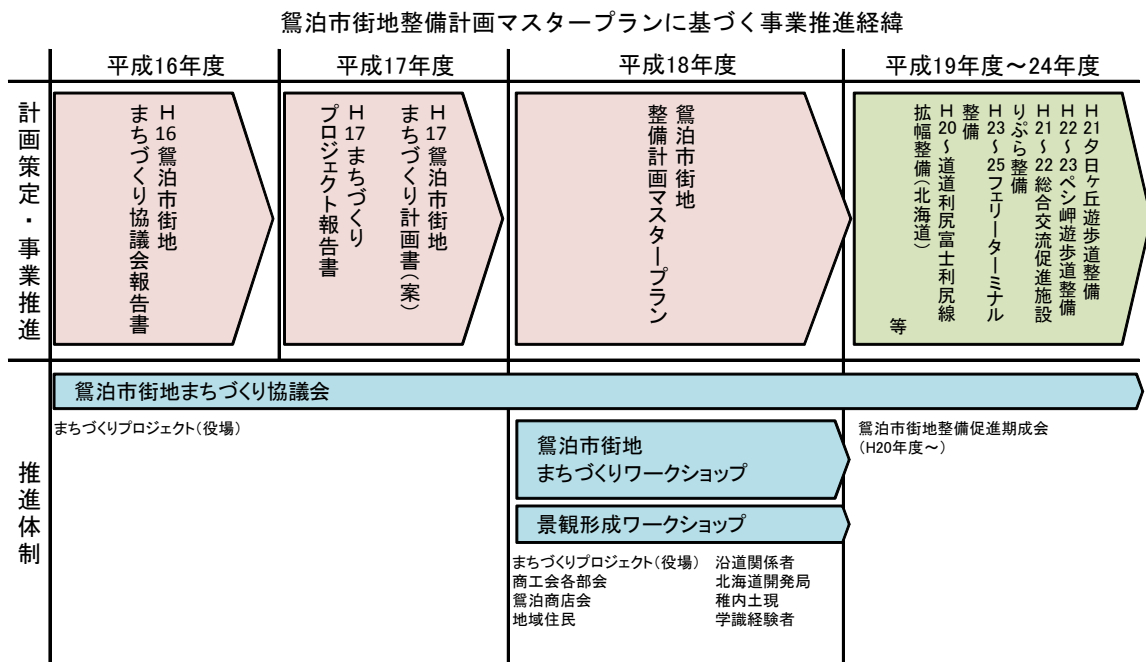 鴛泊市街地整備計画マスタープランに基づく事業推進経緯
平成16年度
平成17年度
平成18年度
平成19年度～24年度
計画策定・事業推進
H16鴛泊市街地
まちづくり協議会報告書
H17鴛泊市街地
まちづくり計画書(案)
H17まちづくり
プロジェクト報告書
鴛泊市街地
整備計画マスタープラン
H21夕日ヶ丘遊歩道整備
H22～23ペシ岬遊歩道整備
H21～22総合交流促進施設
りぷら整備
H23～25フェリーターミナル
整備
H20～道道利尻富士利尻線
拡幅整備(北海道)
等
推進体制
鴛泊市街地まちづくり協議会
まちづくりプロジェクト(役場)
鴛泊市街地
まちづくりワークショップ
景観形成ワークショップ
まちづくりプロジェクト(役場)
商工会各部会
鴛泊商店会
地域住民
沿道関係者
北海道開発局
稚内土現
学識経験者
鴛泊市街地整備促進期成会
(H20年度～)